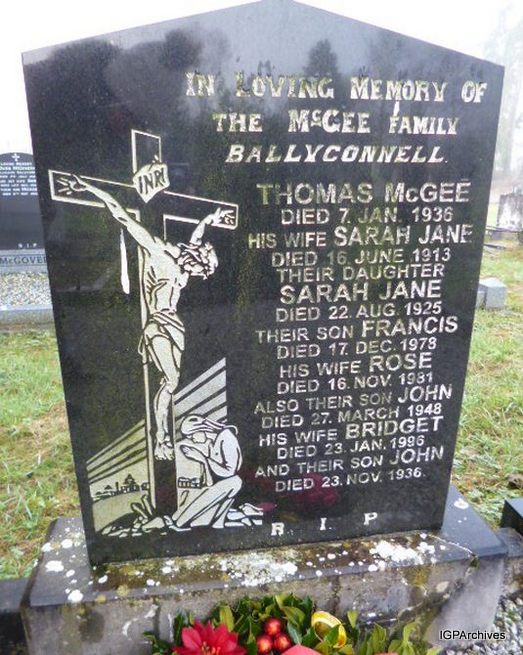 IN LOVING MEMORY OF
THE McGEE FAMILY
BALLYCONNELL.
INRI
THOMAS McGEE
DIED 7. JAN. 1936
HIS WIFE SARAH JANE
DIED 16. JUNE. 1913
THEIR DAUGHTER
SARAH JANE
DIED 22. AUG. 1925
THEIR SON FRANCIS
DIED 17. DEC. 1978
HIS WIFE ROSE
DIED 16. NOV. 1981
ALSO THEIR SON JOHN
DIED 27. MARCH 1948
HIS WIFE BRIDGET
DIED 23. JAN. 1996
AND THEIR SON JOHN
DIED 23. NOV. 1936.
R I P
R I P
McGOVER
IGPArchives